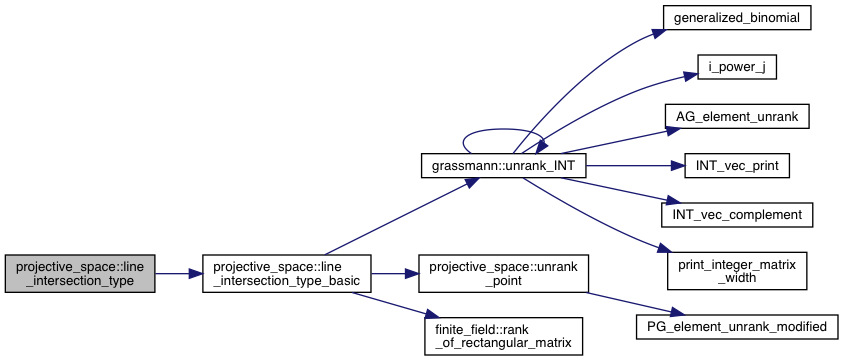 generalized_binomial
i_power_j
AG_element_unrank
grassmann::unrank_INT
INT_vec_print
INT_vec_complement
projective_space::line
_intersection_type
projective_space::line
_intersection_type_basic
projective_space::unrank
_point
print_integer_matrix
_width
finite_field::rank
_of_rectangular_matrix
PG_element_unrank_modified